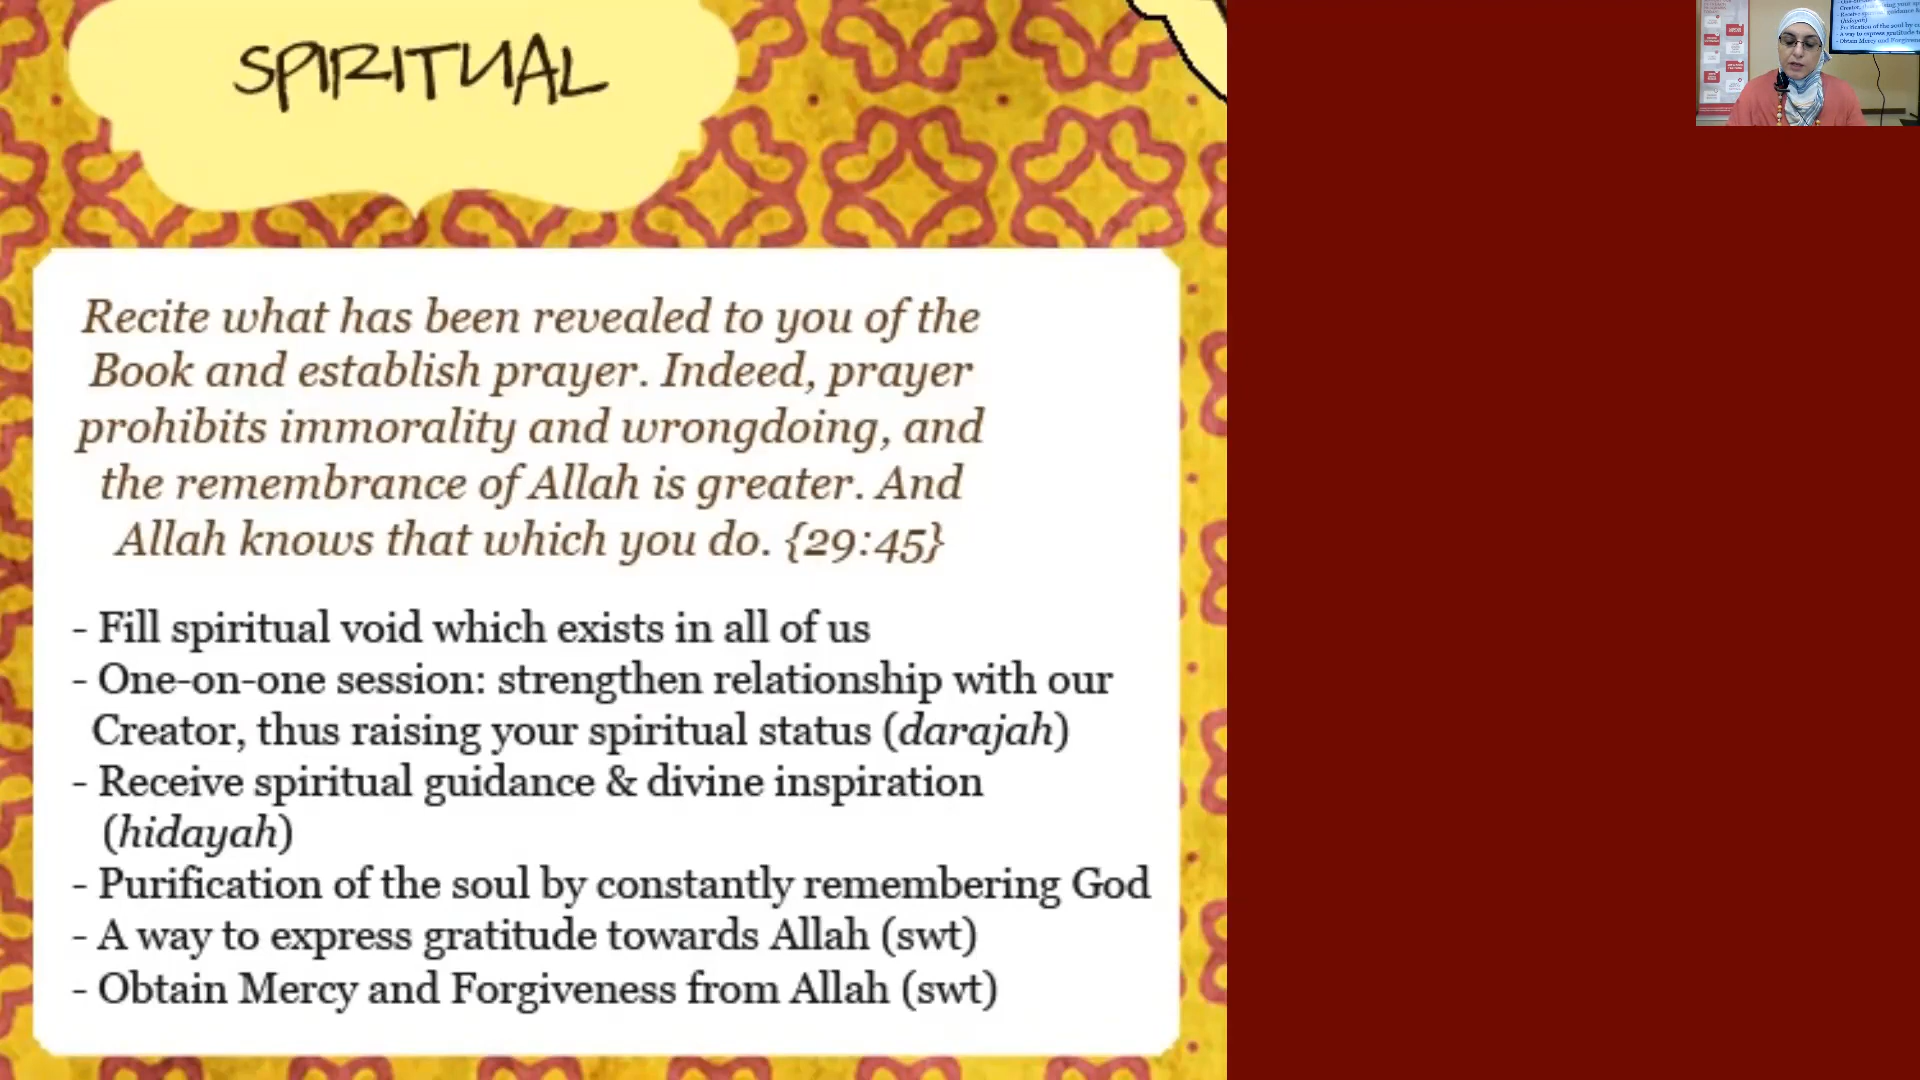 SPIRITUAL
Recite what has been revealed to you of the
Book and establish prayer. Indeed, prayer
prohibits immorality and wrongdoing, and
the remembrance of Allah is greater. And
Allah knows that which you do. {29:45}
- Fill spiritual void which exists in all of us
- One-on-one session: strengthen relationship with our
Creator, thus raising your spiritual status (darajah)
- Receive spiritual guidance & divine inspiration
(hidayah)
- Purification of the soul by constantly remembering God
- A way to express gratitude towards Allah (swt)
- Obtain Mercy and Forgiveness from Allah (swt)